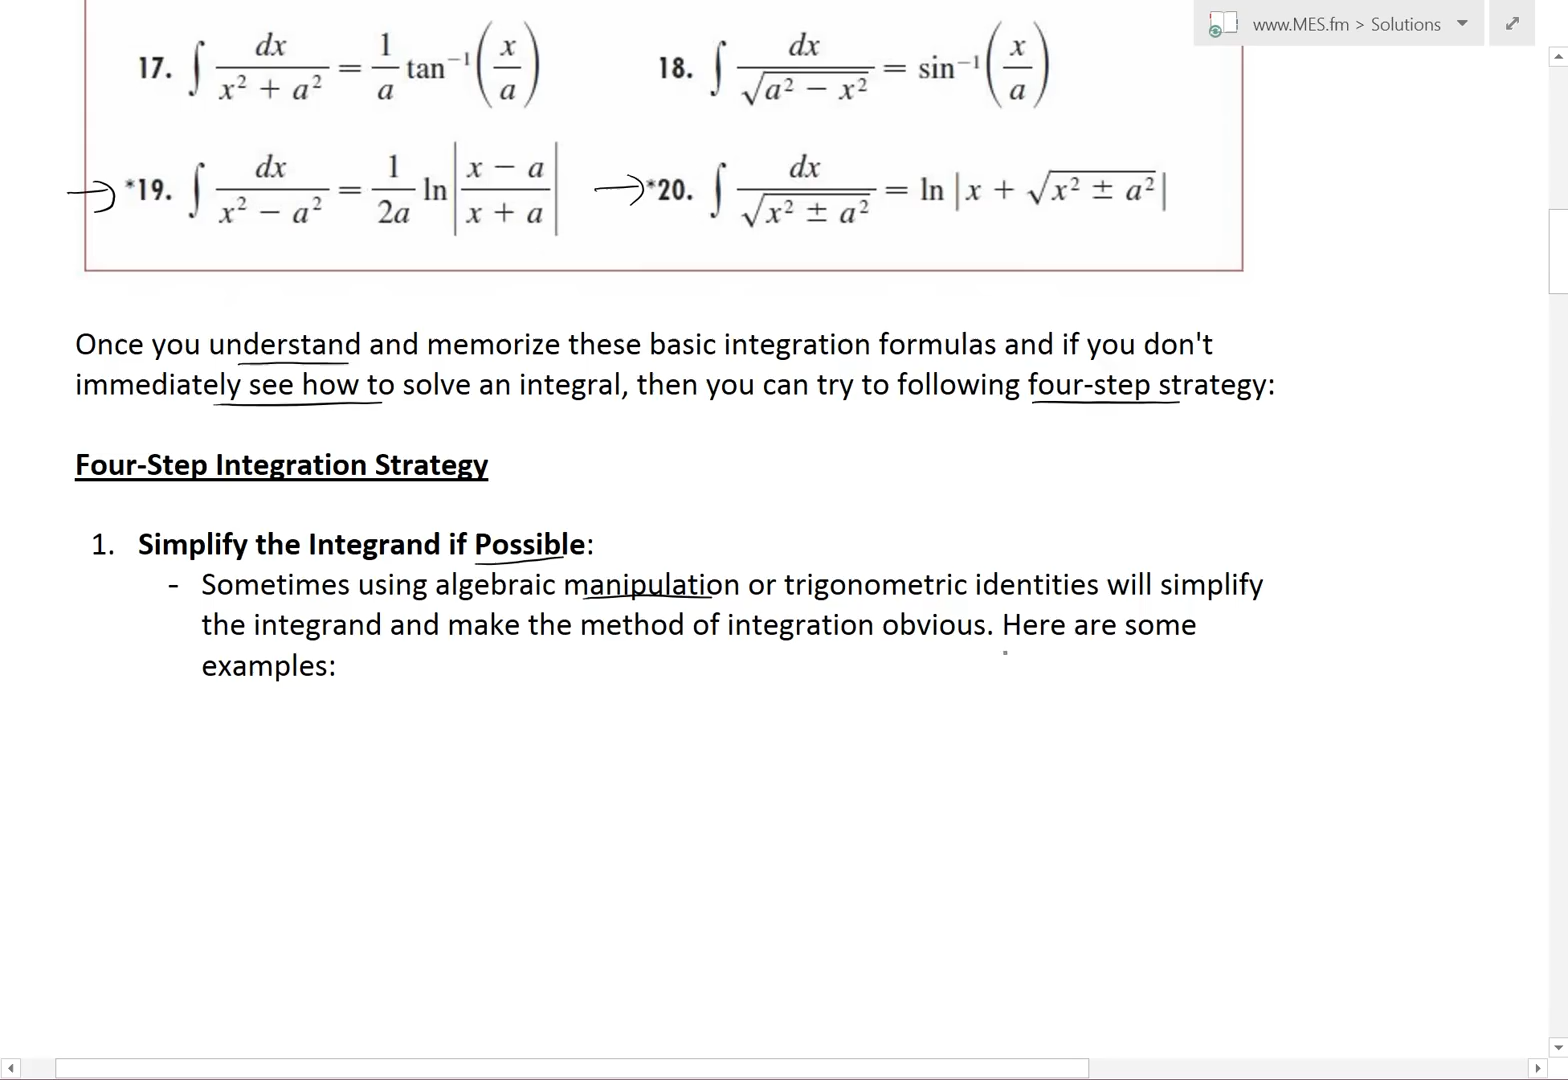 www.MES.fm > Solutions
17. ∫ dx / (x² + a²) = 1/a tan⁻¹(x/a)
18. ∫ dx / √(a² − x²) = sin⁻¹(x/a)
*19. ∫ dx / (x² − a²) = 1/2a ln |(x − a) / (x + a)|
*20. ∫ dx / √(x² ± a²) = ln |x + √(x² ± a²)|
Once you understand and memorize these basic integration formulas and if you don't
immediately see how to solve an integral, then you can try to following four-step strategy:
Four-Step Integration Strategy
1. Simplify the Integrand if Possible:
- Sometimes using algebraic manipulation or trigonometric identities will simplify
the integrand and make the method of integration obvious. Here are some
examples: